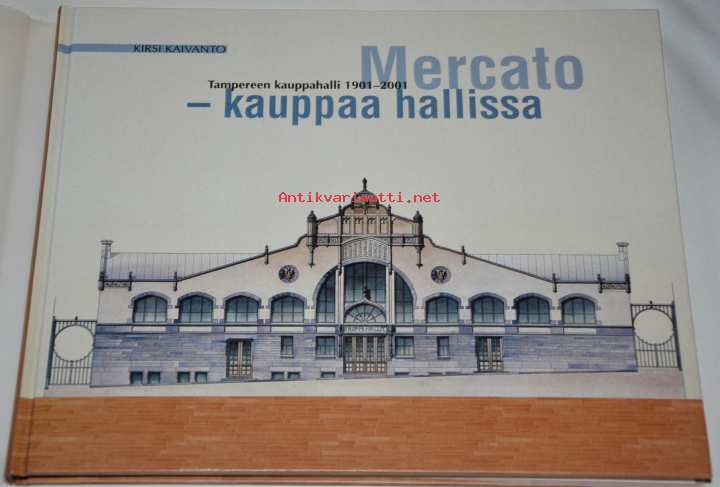 KIRSI KAIVANTO
Mercato
Tampereen kauppahalli 1901–2001
– kauppaa hallissa
Antikvariaatti.net